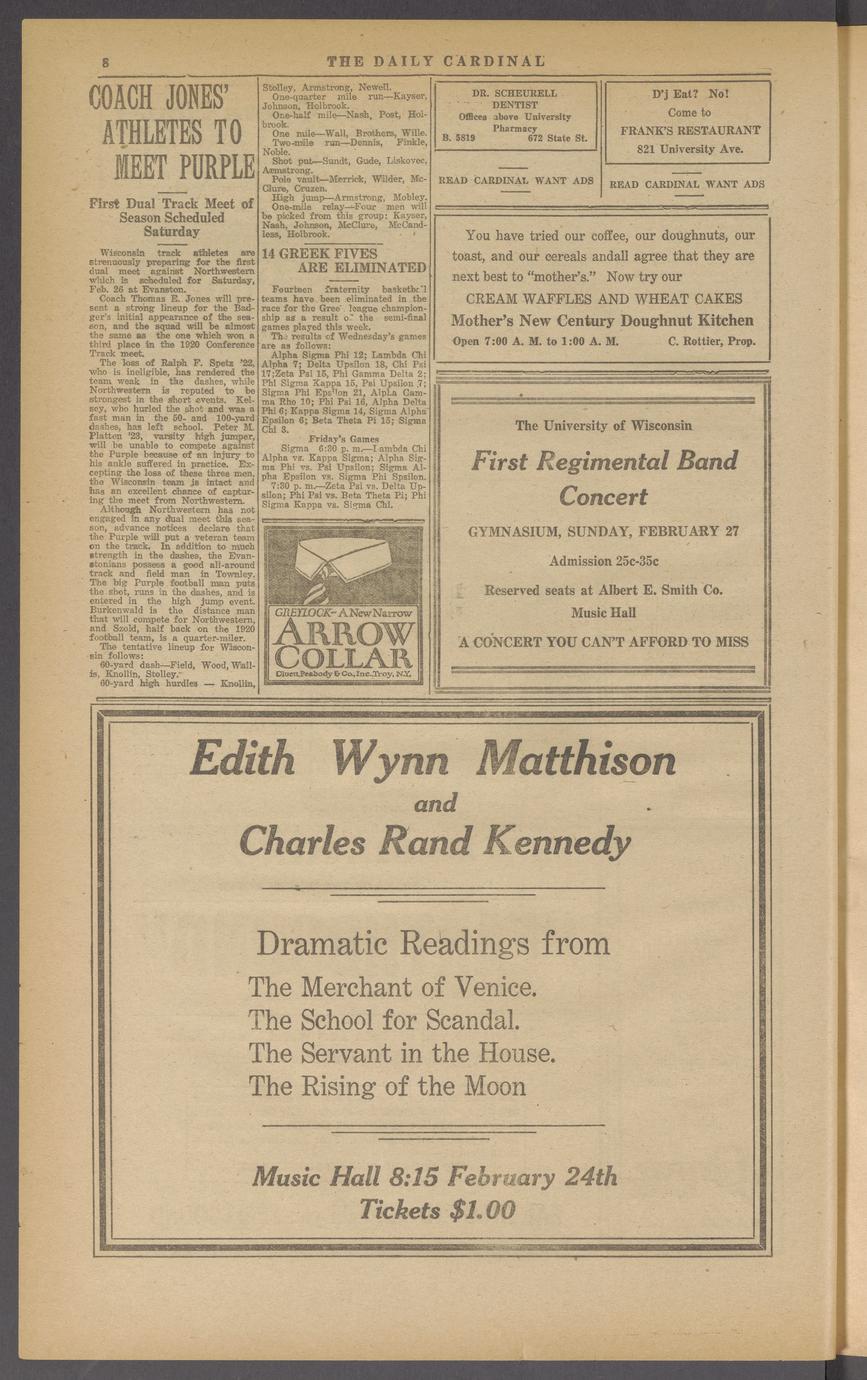 8
THE DAILY CARDINAL
COACH JONES'
ATHLETES TO
MEET PURPLE
First Dual Track Meet of
Season Scheduled
Saturday
Wisconsin track athletes are
strenuously preparing for the first
dual meet against Northwestern
which is scheduled for Saturday,
Feb. 26 at Evanston.
Coach Thomas E. Jones will pre-
sent a strong lineup for the Bad-
ger's initial appearance of the sea-
son, and the squad will be almost
the same as the one which won a
third place in the 1920 Conference
Track meet.
The loss of Ralph F. Spetz '22,
who is ineligible, has rendered the
team weak in the dashes, while
Northwestern is reputed to be
strongest in the short events. Kel-
sey, who hurled the shot and was a
fast man in the 50- and 100-yard
dashes, has left school. Peter M.
Platten '23, varsity high jumper,
will be unable to compete against
the Purple because of an injury to
his ankle suffered in practice. Ex-
cepting the loss of these three men,
the Wisconsin team is intact and
has an excellent chance of captur-
ing the meet from Northwestern.
Although Northwestern has not
engaged in any dual meet this sea-
son, advance notices declare that
the Purple will put a veteran team
on the track. In addition to much
strength in the dashes, the Evan-
stonians possess a good all-around
track and field man in Townley.
The big Purple football man puts
the shot, runs in the dashes, and is
entered in the high jump event.
Burkenwald is the distance man
that will compete for Northwestern,
and Szold, half back on the 1920
football team, is a quarter-miler.
The tentative lineup for Wiscon-
sin follows:
60-yard dash—Field, Wood, Wall-
is, Knollin, Stolley.
60-yard high hurdles — Knollin,
Stolley, Armstrong, Newell.
One-quarter mile run—Kayser,
Johnson, Holbrook.
One-half mile—Nash, Post, Hol-
brook.
One mile—Wall, Brothers, Wille.
Two-mile run—Dennis, Finkle,
Noble.
Shot put—Sundt, Gude, Liskovec,
Armstrong.
Pole vault—Merrick, Wilder, Mc-
Clure, Cruzen.
High jump—Armstrong, Mobley.
One-mile relay—Four men will
be picked from this group: Kayser,
Nash, Johnson, McClure, McCand-
less, Holbrook.
14 GREEK FIVES
ARE ELIMINATED
Fourteen fraternity basketball
teams have been eliminated in the
race for the Gree league champion-
ship as a result of the semi-final
games played this week.
The results of Wednesday's games
are as follows:
Alpha Sigma Phi 12; Lambda Chi
Alpha 7; Delta Upsilon 18, Chi Psi
17;Zeta Psi 15, Phi Gamma Delta 2;
Phi Sigma Kappa 15, Psi Upsilon 7;
Sigma Phi Epsilon 21, Alpha Gam-
ma Rho 10; Phi Psi 16, Alpha Delta
Phi 6; Kappa Sigma 14, Sigma Alpha
Epsilon 6; Beta Theta Pi 15; Sigma
Chi 3.
Friday's Games
Sigma 6:30 p. m.—Lambda Chi
Alpha vs. Kappa Sigma; Alpha Sig-
ma Phi vs. Psi Upsilon; Sigma Al-
pha Epsilon vs. Sigma Phi Spsilon.
7:30 p. m.—Zeta Psi vs. Delta Up-
silon; Phi Psi vs. Beta Theta Pi; Phi
Sigma Kappa vs. Sigma Chi.
GREYLOCK—A New Narrow
ARROW
COLLAR
Cluett, Peabody & Co., Inc. Troy, N.Y.
DR. SCHEURELL
DENTIST
Offices above University
Pharmacy
B. 5819 672 State St.
READ CARDINAL WANT ADS
D'j Eat? No!
Come to
FRANK'S RESTAURANT
821 University Ave.
READ CARDINAL WANT ADS
You have tried our coffee, our doughnuts, our
toast, and our cereals andall agree that they are
next best to "mother's." Now try our
CREAM WAFFLES AND WHEAT CAKES
Mother's New Century Doughnut Kitchen
Open 7:00 A. M. to 1:00 A. M. C. Rottier, Prop.
The University of Wisconsin
First Regimental Band
Concert
GYMNASIUM, SUNDAY, FEBRUARY 27
Admission 25c-35c
Reserved seats at Albert E. Smith Co.
Music Hall
A CONCERT YOU CAN'T AFFORD TO MISS
Edith Wynn Matthison
and
Charles Rand Kennedy
Dramatic Readings from
The Merchant of Venice.
The School for Scandal.
The Servant in the House.
The Rising of the Moon
Music Hall 8:15 February 24th
Tickets $1.00